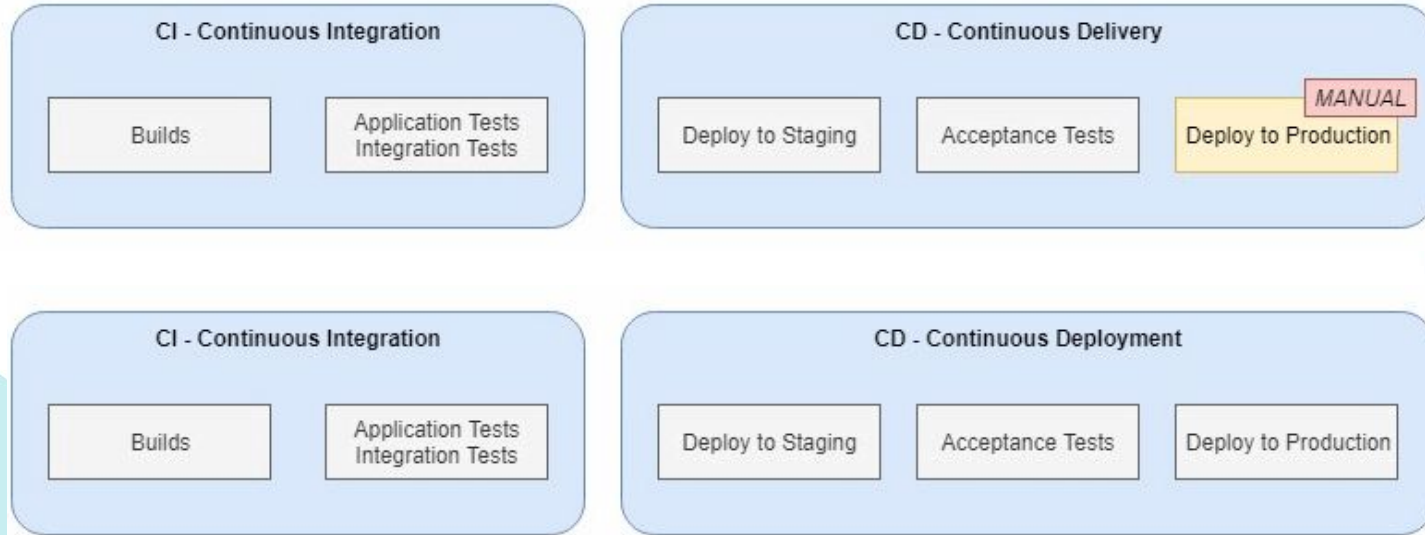 CI - Continuous Integration
Builds
Application Tests
Integration Tests
CD - Continuous Delivery
Deploy to Staging
Acceptance Tests
MANUAL
Deploy to Production
CI - Continuous Integration
Builds
Application Tests
Integration Tests
CD - Continuous Deployment
Deploy to Staging
Acceptance Tests
Deploy to Production